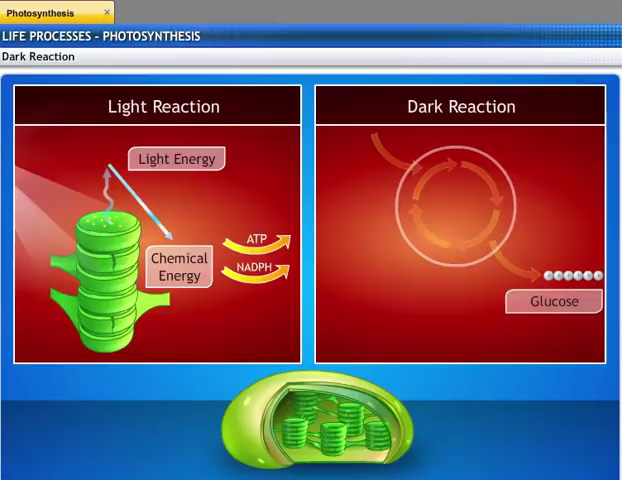 Photosynthesis
LIFE PROCESSES - PHOTOSYNTHESIS
Dark Reaction
Light Reaction
Light Energy
Chemical
Energy
ATP
NADPH
Dark Reaction
Glucose